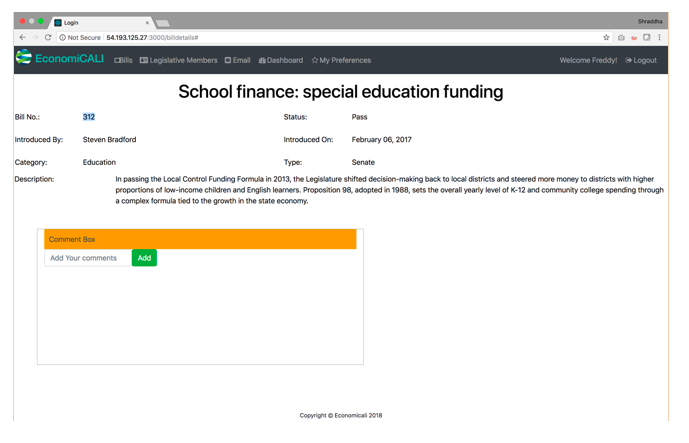 Login
Shraddha
Not Secure 54.193.125.27:3000/billdetails#
EconomiCALI Bills Legislative Members Email Dashboard My Preferences Welcome Freddy! Logout
School finance: special education funding
Bill No.: 312 Status: Pass
Introduced By: Steven Bradford Introduced On: February 06, 2017
Category: Education Type: Senate
Description: In passing the Local Control Funding Formula in 2013, the Legislature shifted decision-making back to local districts and steered more money to districts with higher
proportions of low-income children and English learners. Proposition 98, adopted in 1988, sets the overall yearly level of K-12 and community college spending through
a complex formula tied to the growth in the state economy.
Comment Box
Add Your comments Add
Copyright © Economicali 2018